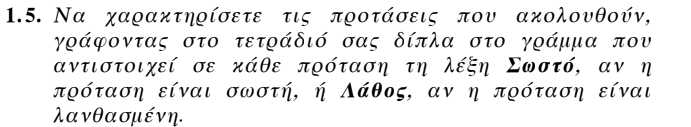 1.5. Να χαρακτηρίσετε τις προτάσεις που ακολουθούν,
γράφοντας στο τετράδιό σας δίπλα στο γράμμα που
αντιστοιχεί σε κάθε πρόταση τη λέξη Σωστό, αν η
πρόταση είναι σωστή, ή Λάθος, αν η πρόταση είναι
λανθασμένη.